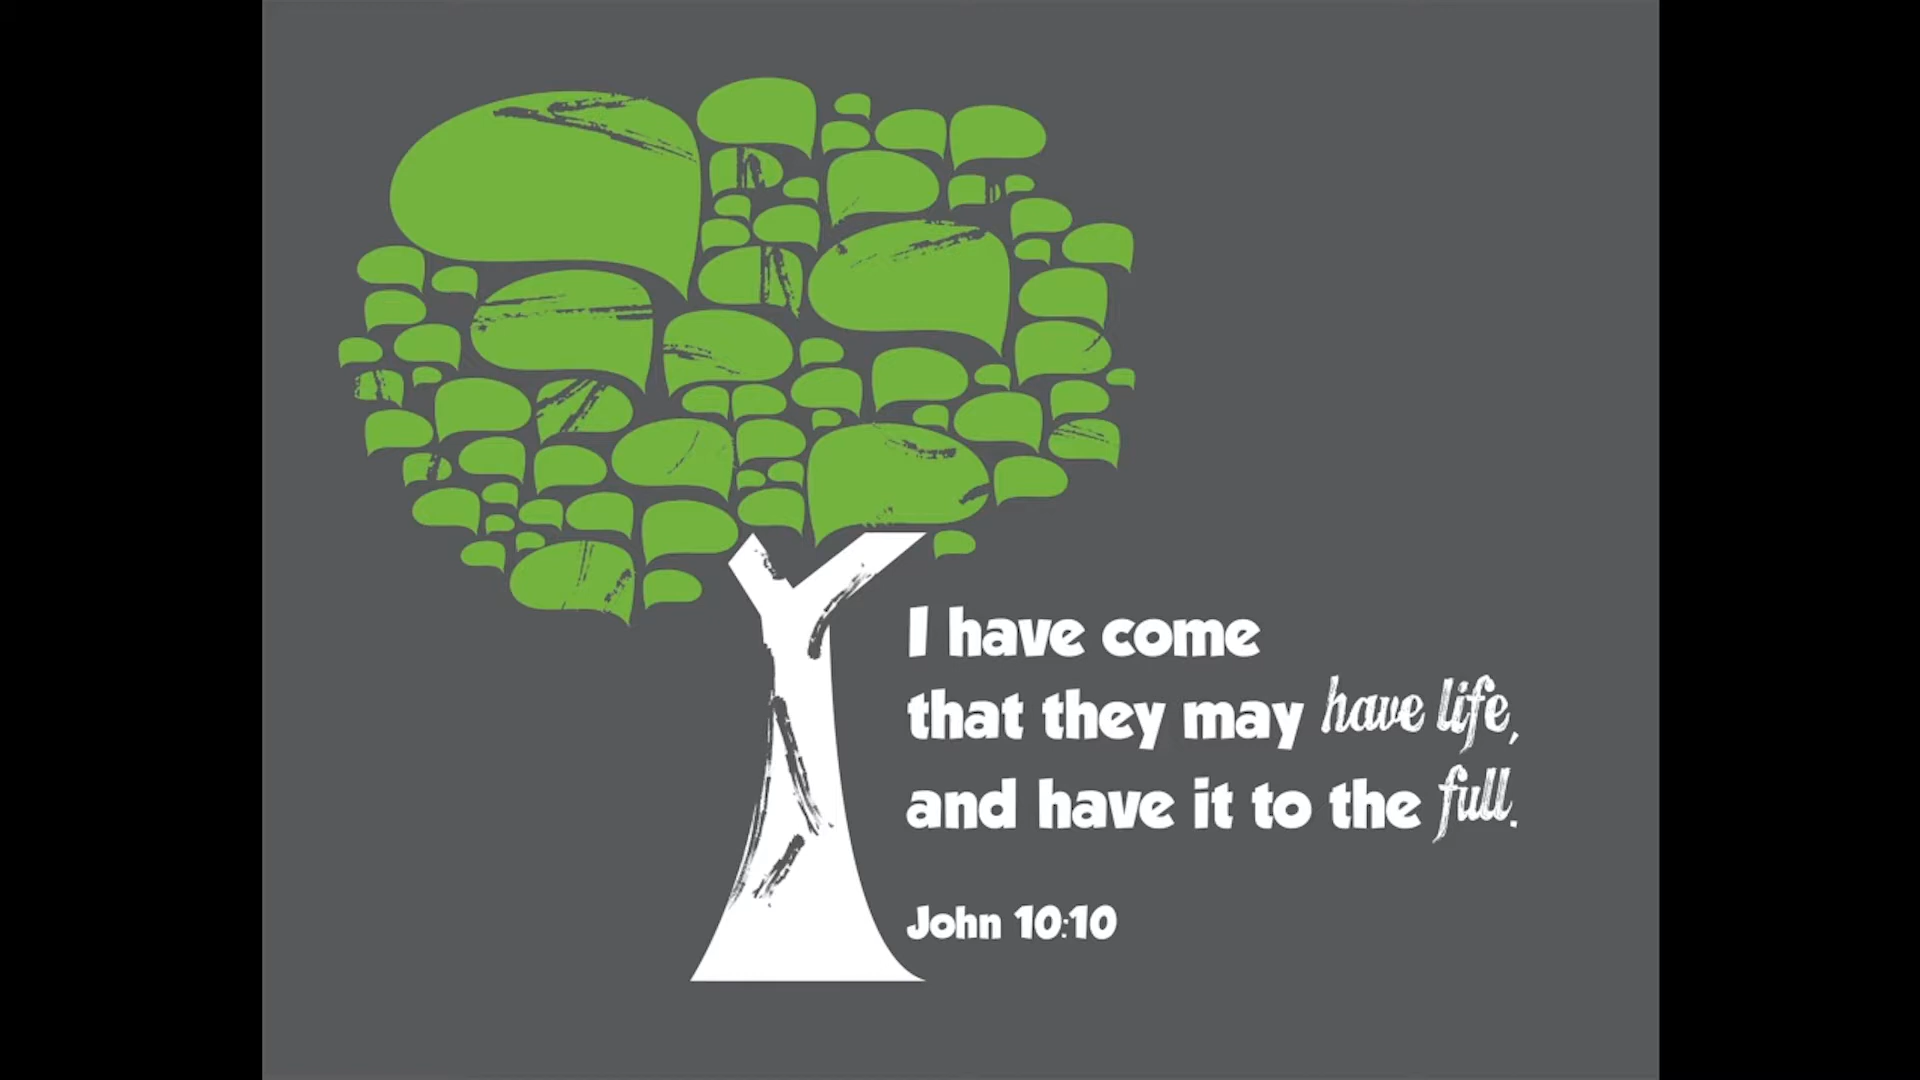 I have come
that they may have life,
and have it to the full.
John 10:10